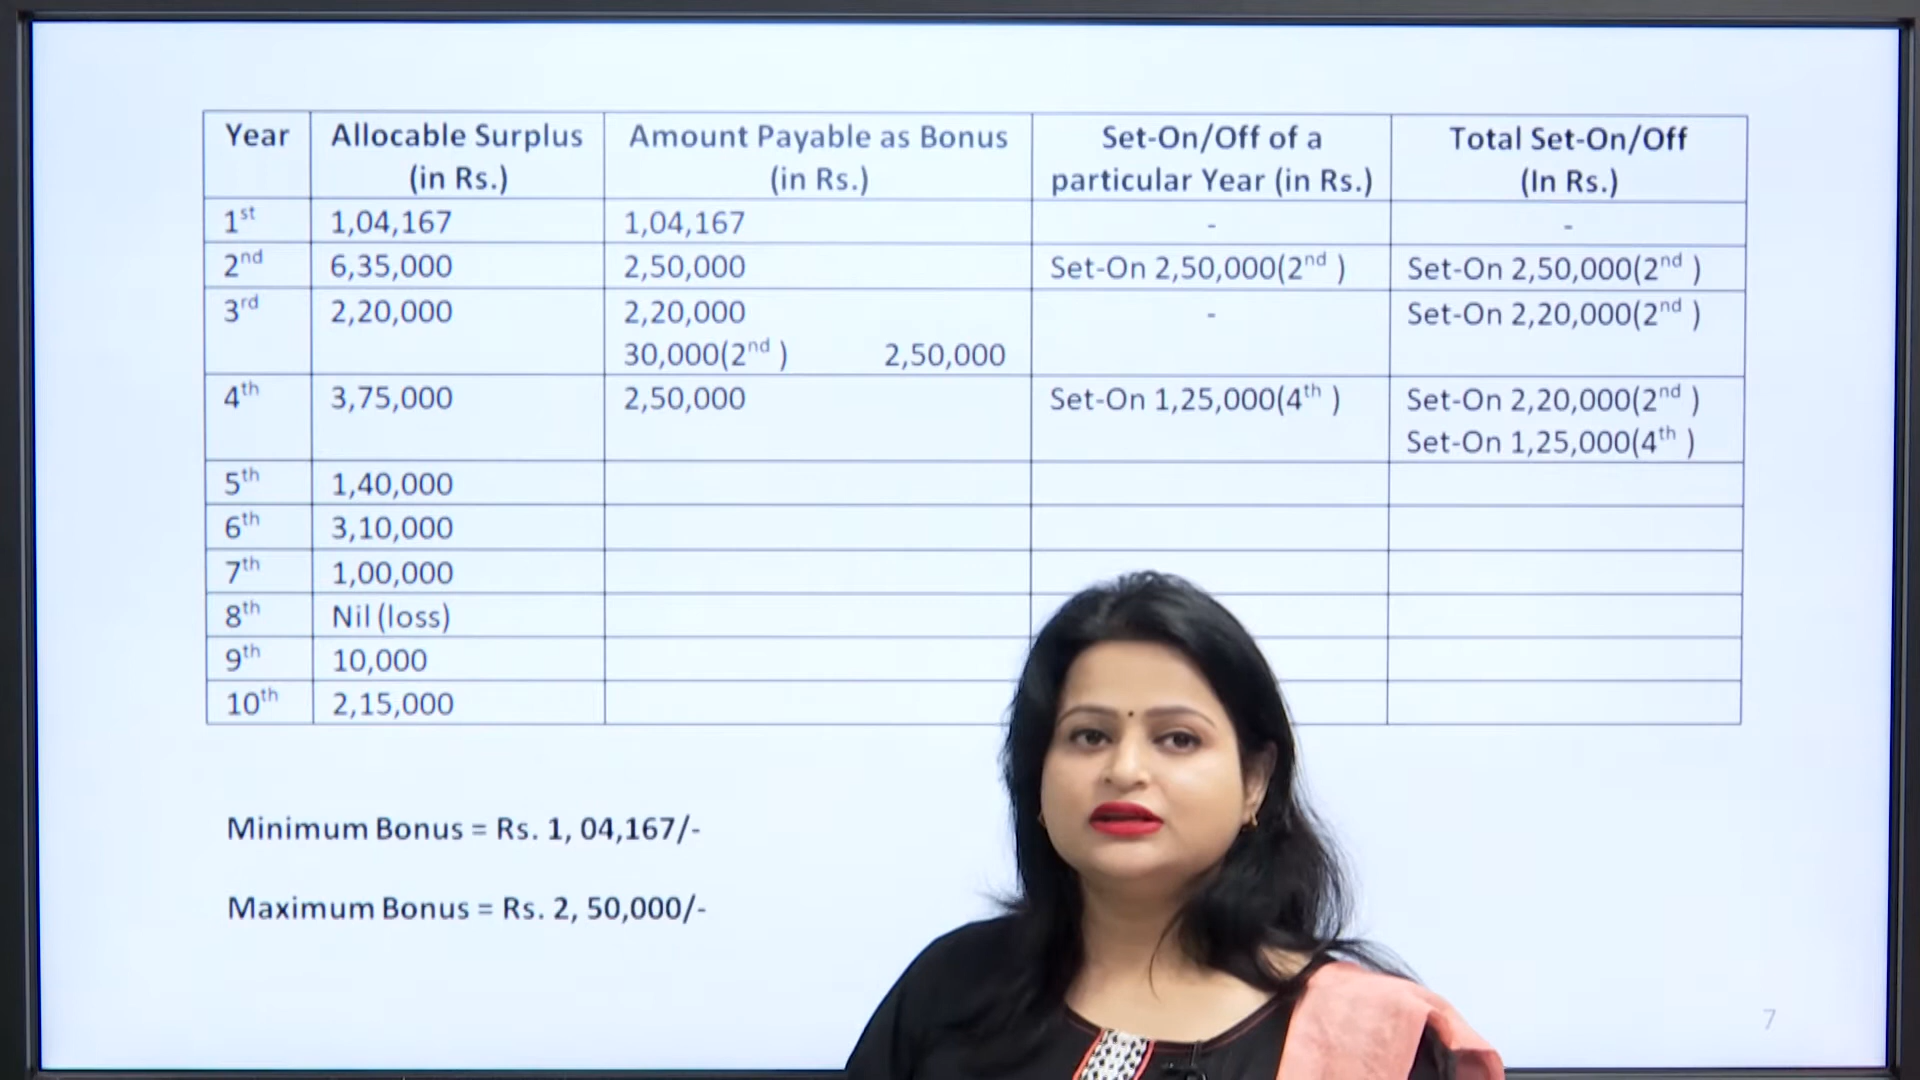 Year Allocable Surplus (in Rs.) Amount Payable as Bonus (in Rs.) Set-On/Off of a particular Year (in Rs.) Total Set-On/Off (In Rs.)
1st 1,04,167 1,04,167 - -
2nd 6,35,000 2,50,000 Set-On 2,50,000(2nd ) Set-On 2,50,000(2nd )
3rd 2,20,000 2,20,000 - Set-On 2,20,000(2nd )
30,000(2nd ) 2,50,000
4th 3,75,000 2,50,000 Set-On 1,25,000(4th ) Set-On 2,20,000(2nd )
Set-On 1,25,000(4th )
5th 1,40,000
6th 3,10,000
7th 1,00,000
8th Nil (loss)
9th 10,000
10th 2,15,000
Minimum Bonus = Rs. 1, 04,167/-
Maximum Bonus = Rs. 2, 50,000/-
7